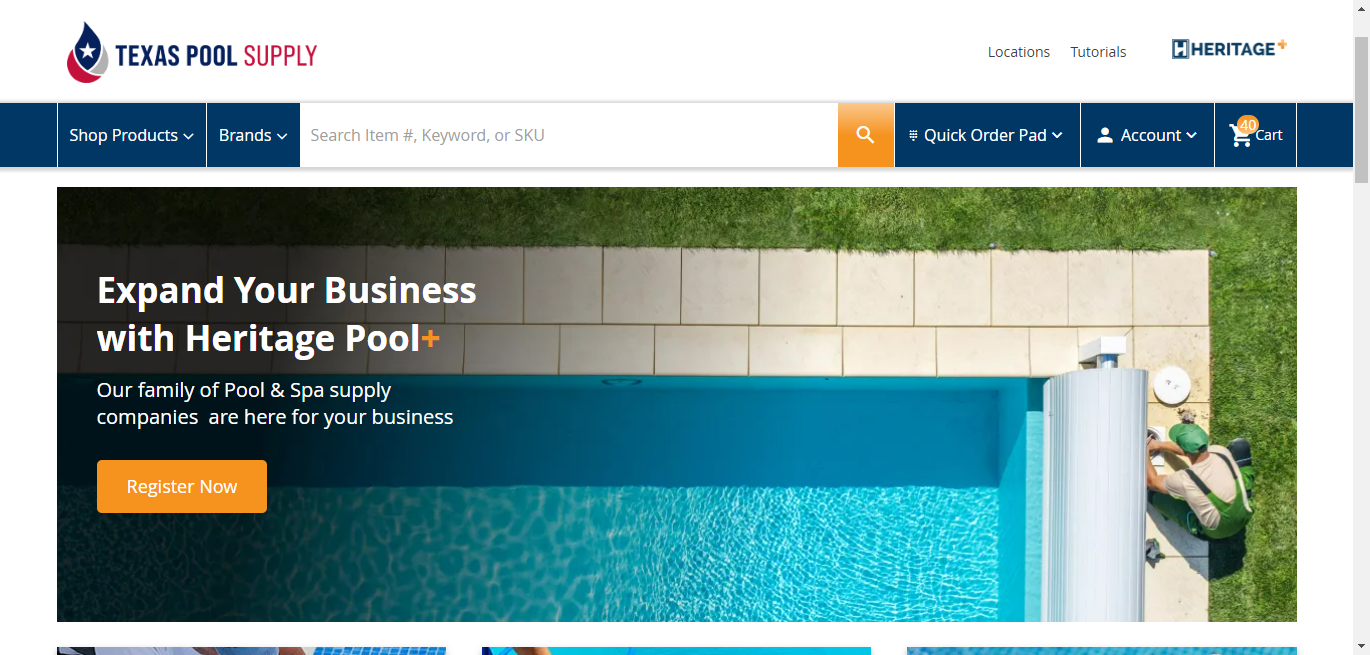 TEXAS POOL SUPPLY
Locations Tutorials
HERITAGE+
Shop Products Brands Search Item #, Keyword, or SKU Quick Order Pad Account 40 Cart
Expand Your Business
with Heritage Pool+
Our family of Pool & Spa supply
companies are here for your business
Register Now